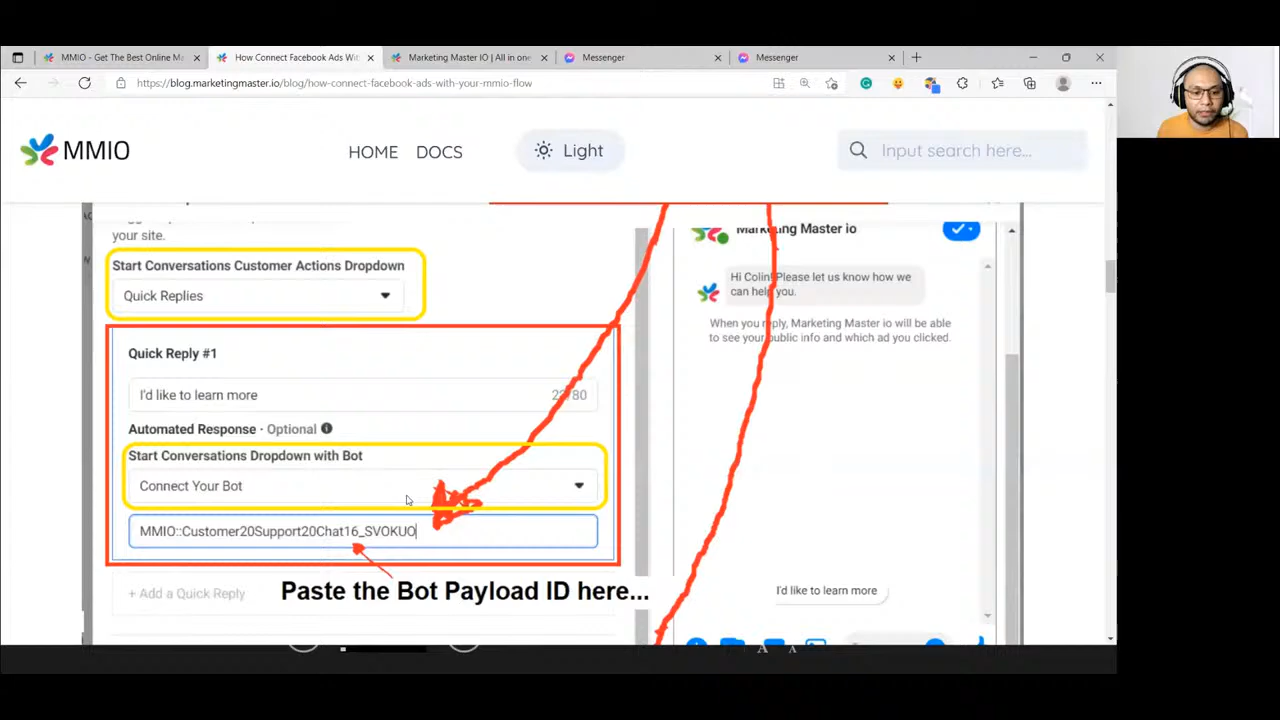 MMIO - Get The Best Online Ma
How Connect Facebook Ads With
Marketing Master IO | All in one
Messenger
Messenger
https://blog.marketingmaster.io/blog/how-connect-facebook-ads-with-your-mmio-flow
MMIO
HOME
DOCS
Light
Input search here...
your site.
Start Conversations Customer Actions Dropdown
Quick Replies
Quick Reply #1
I'd like to learn more
Automated Response · Optional
Start Conversations Dropdown with Bot
Connect Your Bot
MMIO::Customer20Support20Chat16_SVOKUO
+ Add a Quick Reply
Paste the Bot Payload ID here...
Marketing Master io
Hi Colin! Please let us know how we
can help you.
When you reply, Marketing Master io will be able
to see your public info and which ad you clicked.
I'd like to learn more
A A